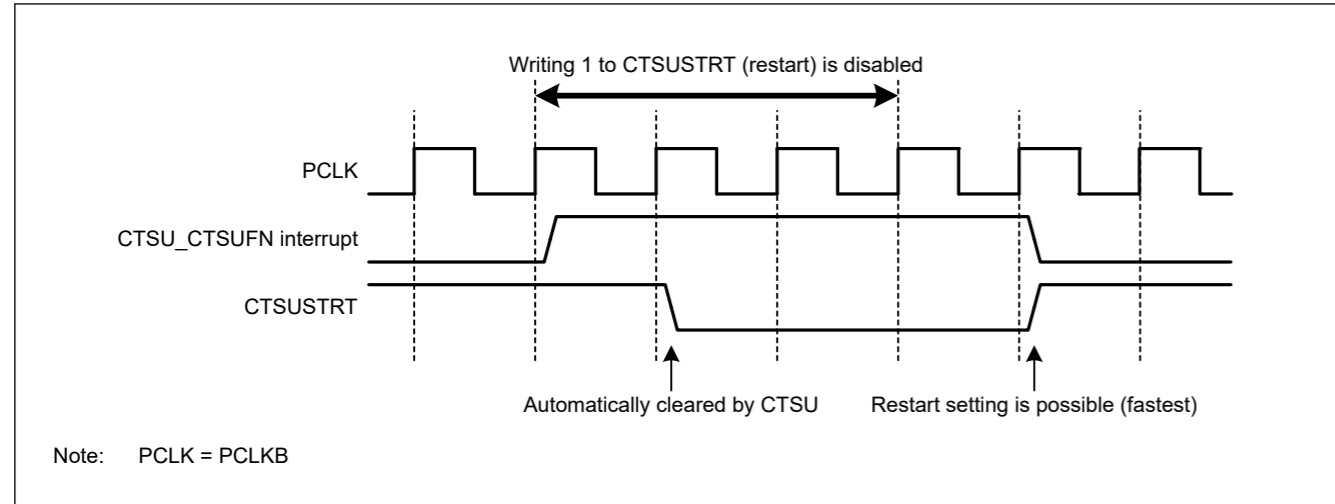 Writing 1 to CTSUSTRT (restart) is disabled
PCLK
CTSU_CTSUFN interrupt
CTSUSTRT
Automatically cleared by CTSU
Restart setting is possible (fastest)
Note: PCLK = PCLKB